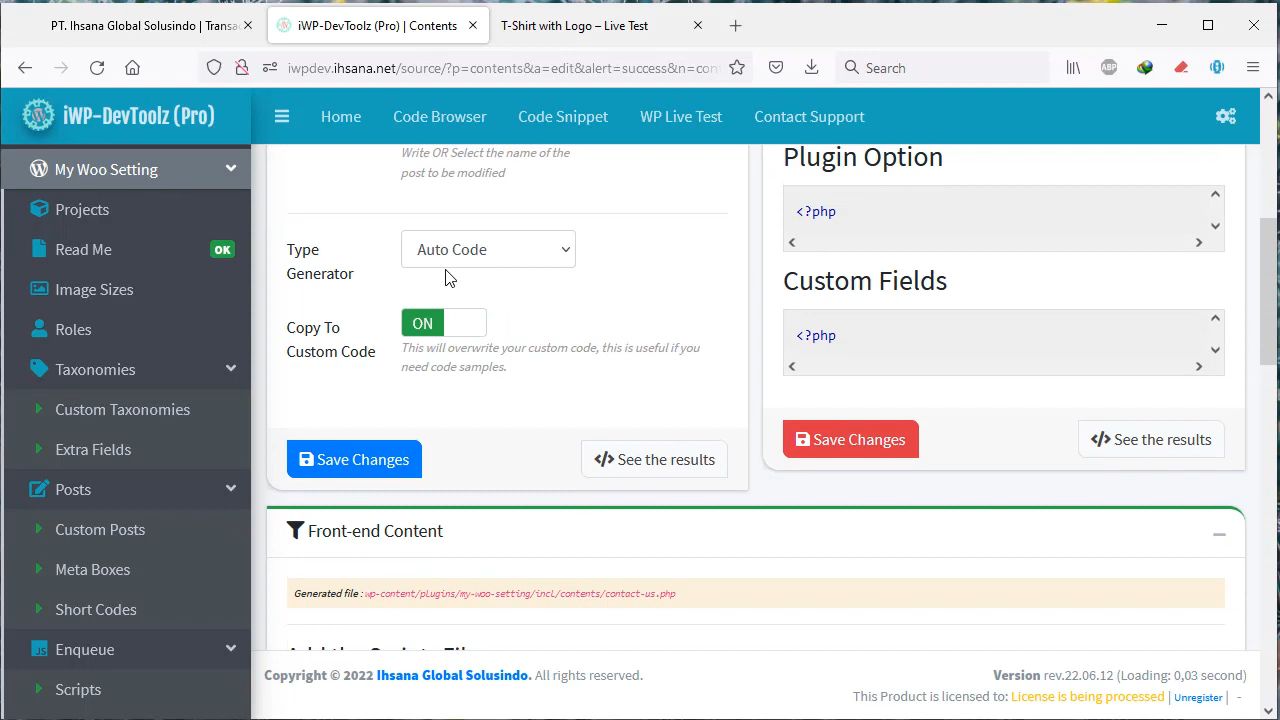 PT. Ihsana Global Solusindo | Transa
iWP-DevToolz (Pro) | Contents
T-Shirt with Logo – Live Test
iwpdev.ihsana.net/source/?p=contents&a=edit&alert=success&n=con
Search
ABP
iWP-DevToolz (Pro)
Home
Code Browser
Code Snippet
WP Live Test
Contact Support
My Woo Setting
Projects
Read Me
OK
Image Sizes
Roles
Taxonomies
Custom Taxonomies
Extra Fields
Posts
Custom Posts
Meta Boxes
Short Codes
Enqueue
Scripts
Write OR Select the name of the
post to be modified
Type
Generator
Auto Code
Copy To
Custom Code
ON
This will overwrite your custom code, this is useful if you
need code samples.
Save Changes
</> See the results
Plugin Option
<?php
Custom Fields
<?php
Save Changes
</> See the results
Front-end Content
Generated file : wp-content/plugins/my-woo-setting/incl/contents/contact-us.php
Copyright © 2022 Ihsana Global Solusindo. All rights reserved.
Version rev.22.06.12 (Loading: 0,03 second)
This Product is licensed to: License is being processed | Unregister | -